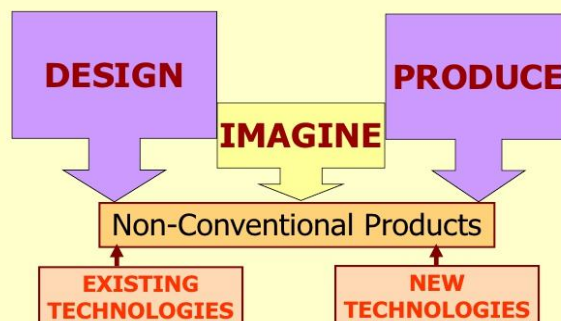 DESIGN
PRODUCE
IMAGINE
Non-Conventional Products
EXISTING
TECHNOLOGIES
NEW
TECHNOLOGIES